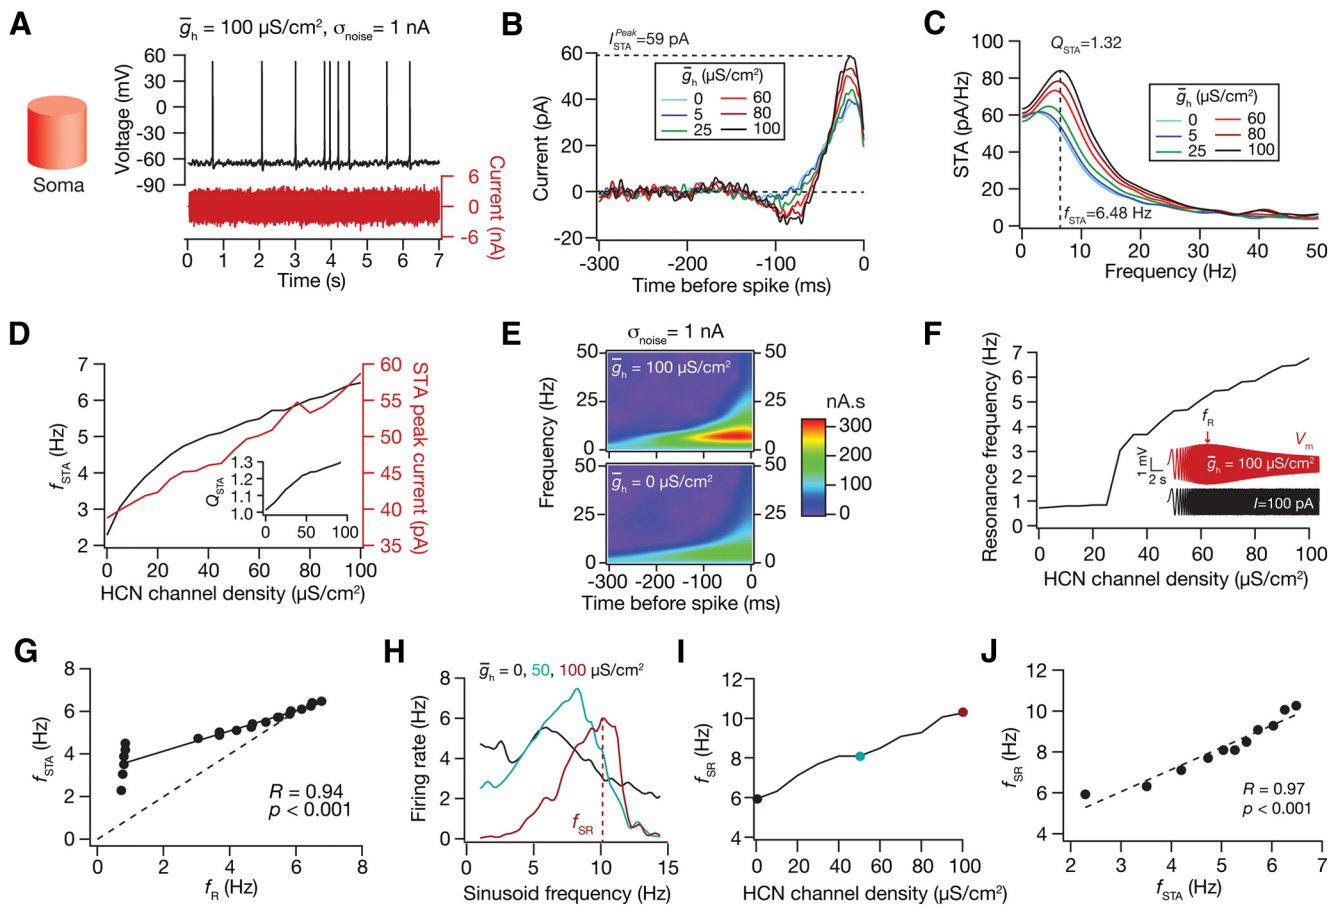 A
ḡh = 100 µS/cm², σnoise = 1 nA
60
30
0
-30
-60
-90
Voltage (mV)
Soma
6
0
-6
Current (nA)
0 1 2 3 4 5 6 7
Time (s)
B
I STA Peak =59 pA
60
40
20
0
-20
Current (pA)
ḡh (µS/cm²)
0 60
5 80
25 100
-300 -200 -100 0
Time before spike (ms)
C
QSTA=1.32
100
80
60
40
20
0
STA (pA/Hz)
ḡh (µS/cm²)
0 60
5 80
25 100
fSTA=6.48 Hz
0 10 20 30 40 50
Frequency (Hz)
D
7
6
5
4
3
2
fSTA (Hz)
60
55
50
45
40
35
STA peak current (pA)
1.3
1.2
1.1
1.0
QSTA
0 50 100
0 20 40 60 80 100
HCN channel density (µS/cm²)
E
σnoise= 1 nA
50 50
ḡh = 100 µS/cm²
25 25
0 0
50 50
ḡh = 0 µS/cm²
25
0 0
Frequency (Hz)
nA.s
300
200
100
0
-300 -200 -100 0
Time before spike (ms)
F
7
6
5
4
3
2
1
0
Resonance frequency (Hz)
fR
Vm
1 mV
2 s
ḡh = 100 µS/cm²
I=100 pA
0 20 40 60 80 100
HCN channel density (µS/cm²)
G
8
6
4
2
0
fSTA (Hz)
R = 0.94
p < 0.001
0 2 4 6 8
fR (Hz)
H
ḡh = 0, 50, 100 µS/cm²
8
6
4
2
0
Firing rate (Hz)
fSR
0 5 10 15
Sinusoid frequency (Hz)
I
12
10
8
6
4
fSR (Hz)
0 20 40 60 80 100
HCN channel density (µS/cm²)
J
12
10
8
6
4
fSR (Hz)
R = 0.97
p < 0.001
2 3 4 5 6 7
fSTA (Hz)